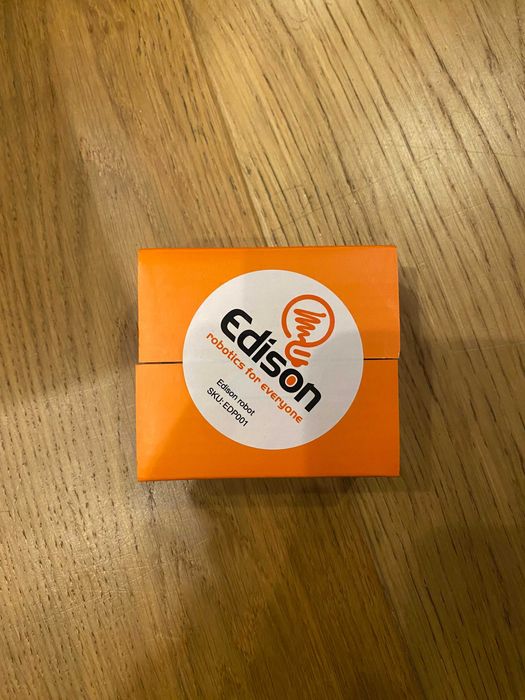 Edison
robotics for everyone
Edison robot
SKU: EDP001